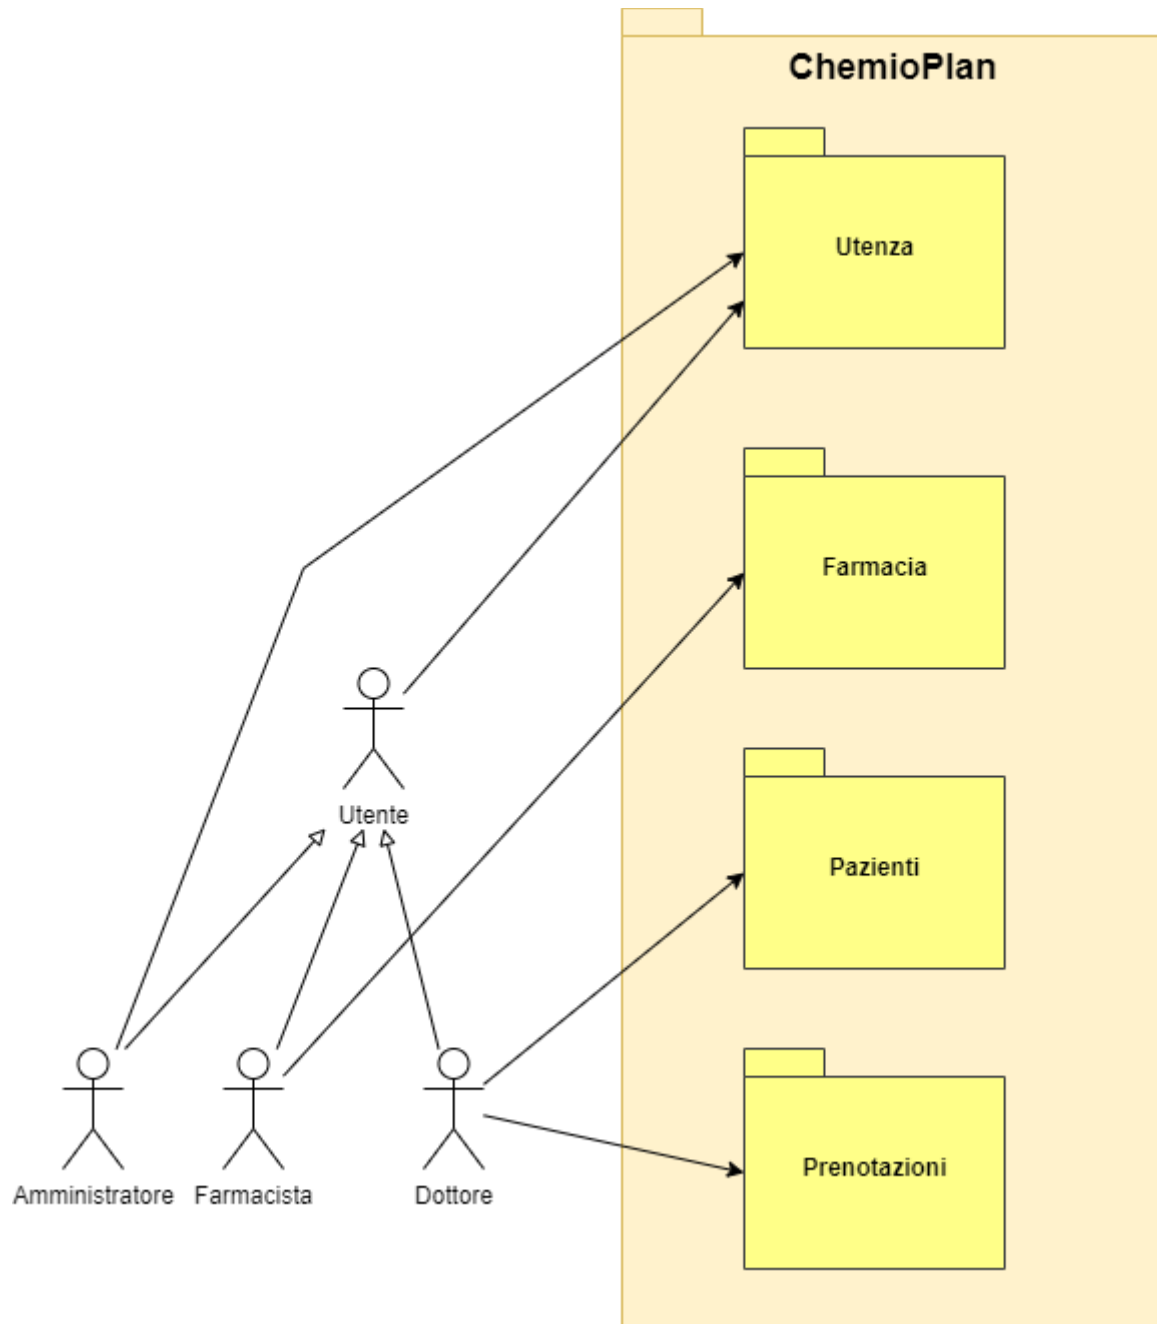 ChemioPlan
Utenza
Farmacia
Utente
Pazienti
Prenotazioni
Amministratore
Farmacista
Dottore